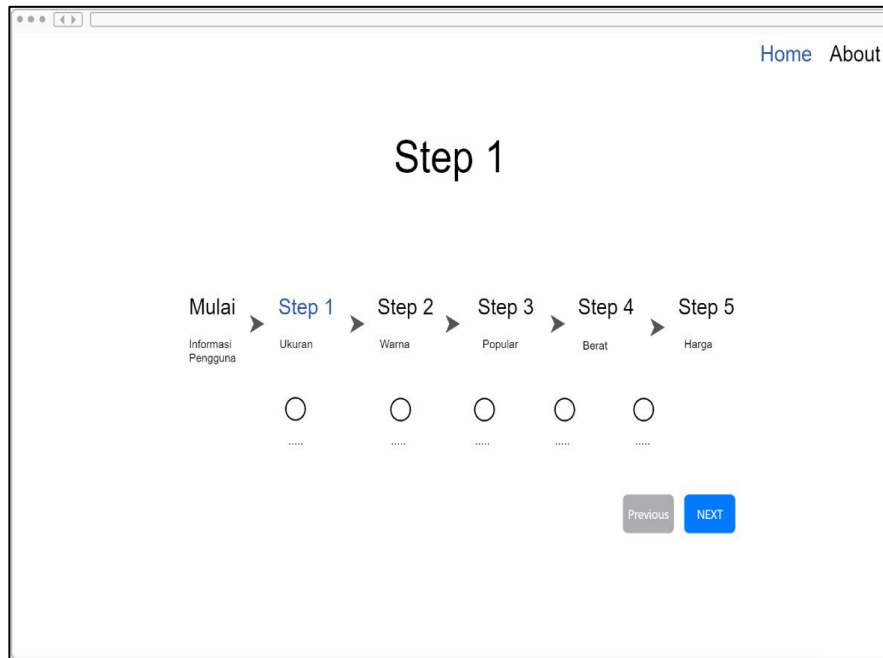 Home About
Step 1
Mulai Step 1 Step 2 Step 3 Step 4 Step 5
Informasi Pengguna Ukuran Warna Popular Berat Harga
..... ..... ..... ..... .....
Previous NEXT